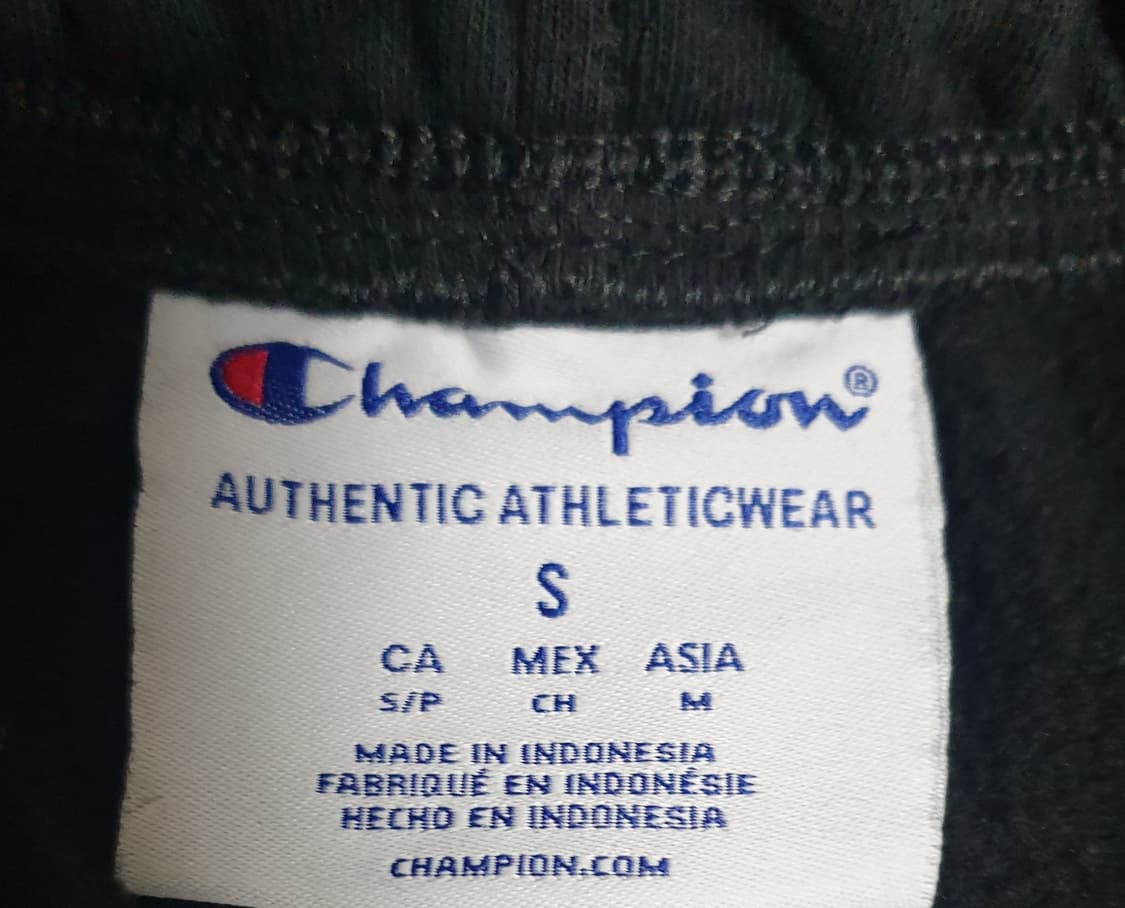 Champion®
AUTHENTIC ATHLETICWEAR
S
CA MEX ASIA
S/P CH M
MADE IN INDONESIA
FABRIQUÉ EN INDONÉSIE
HECHO EN INDONESIA
CHAMPION.COM